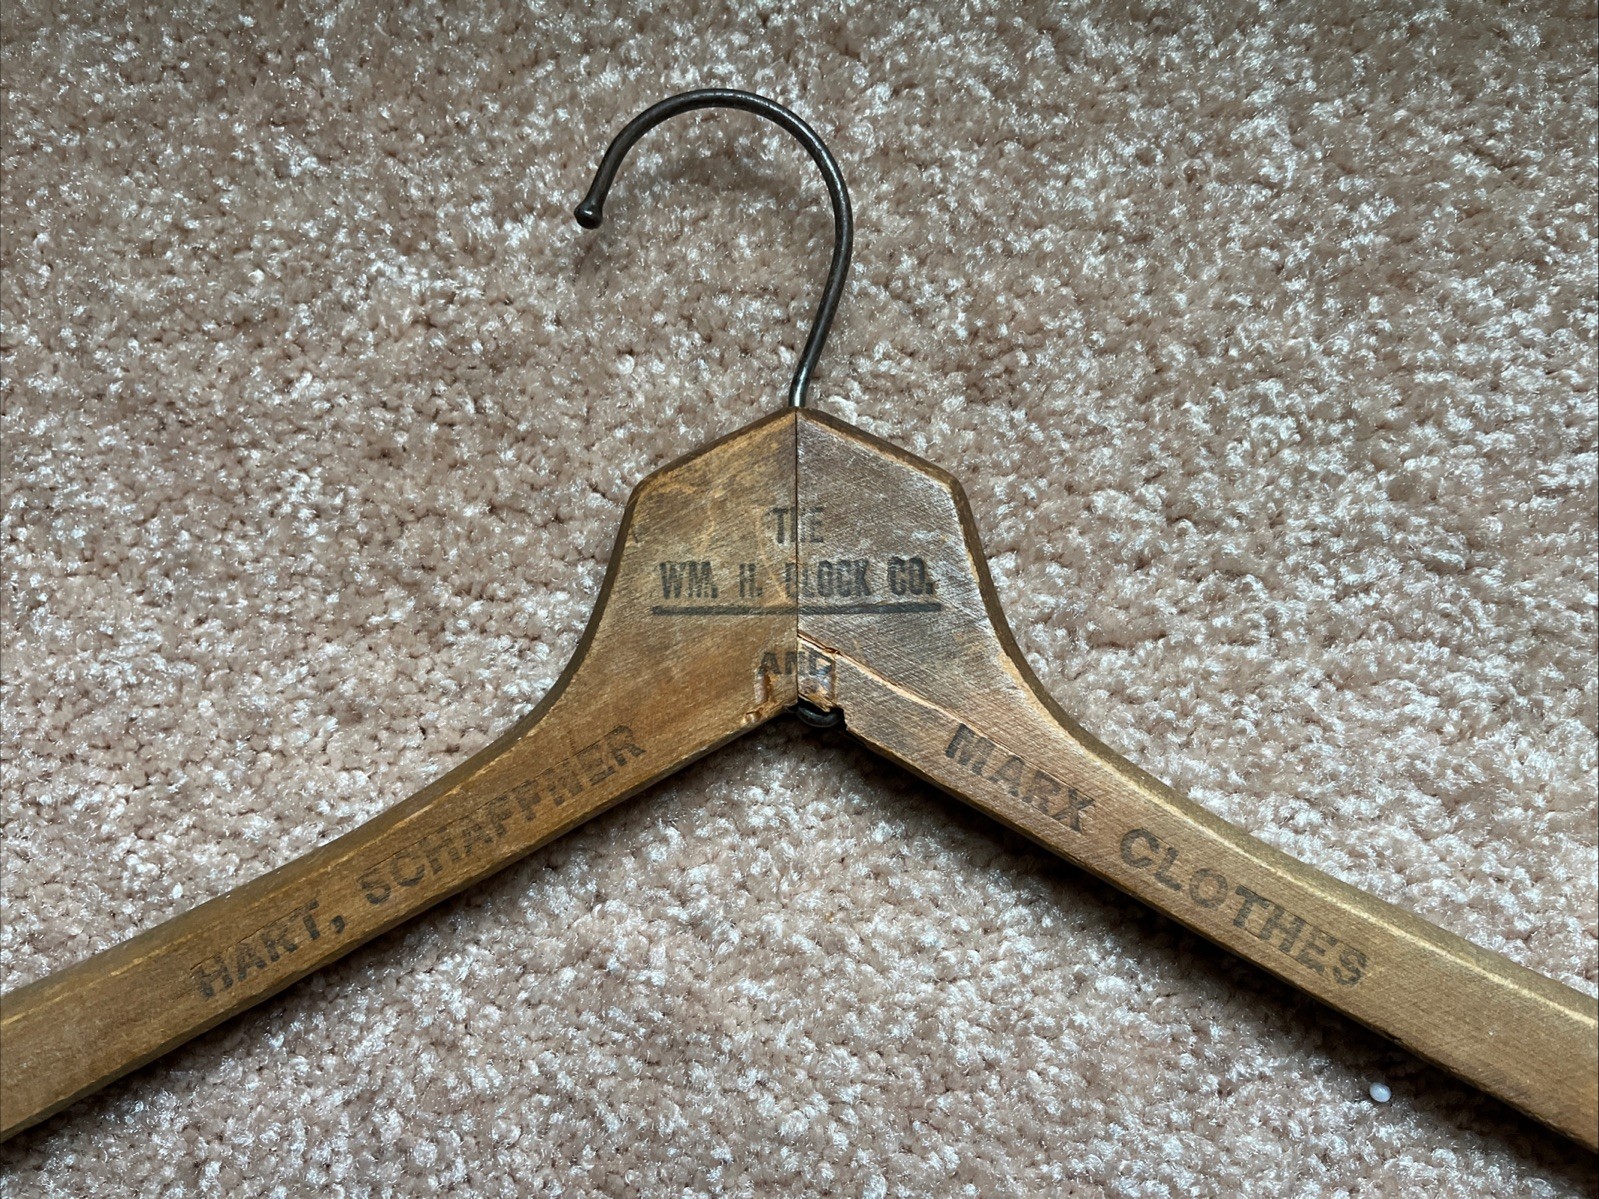 THE
WM. H. BLOCK CO.
AND
HART, SCHAFFNER
MARX CLOTHES